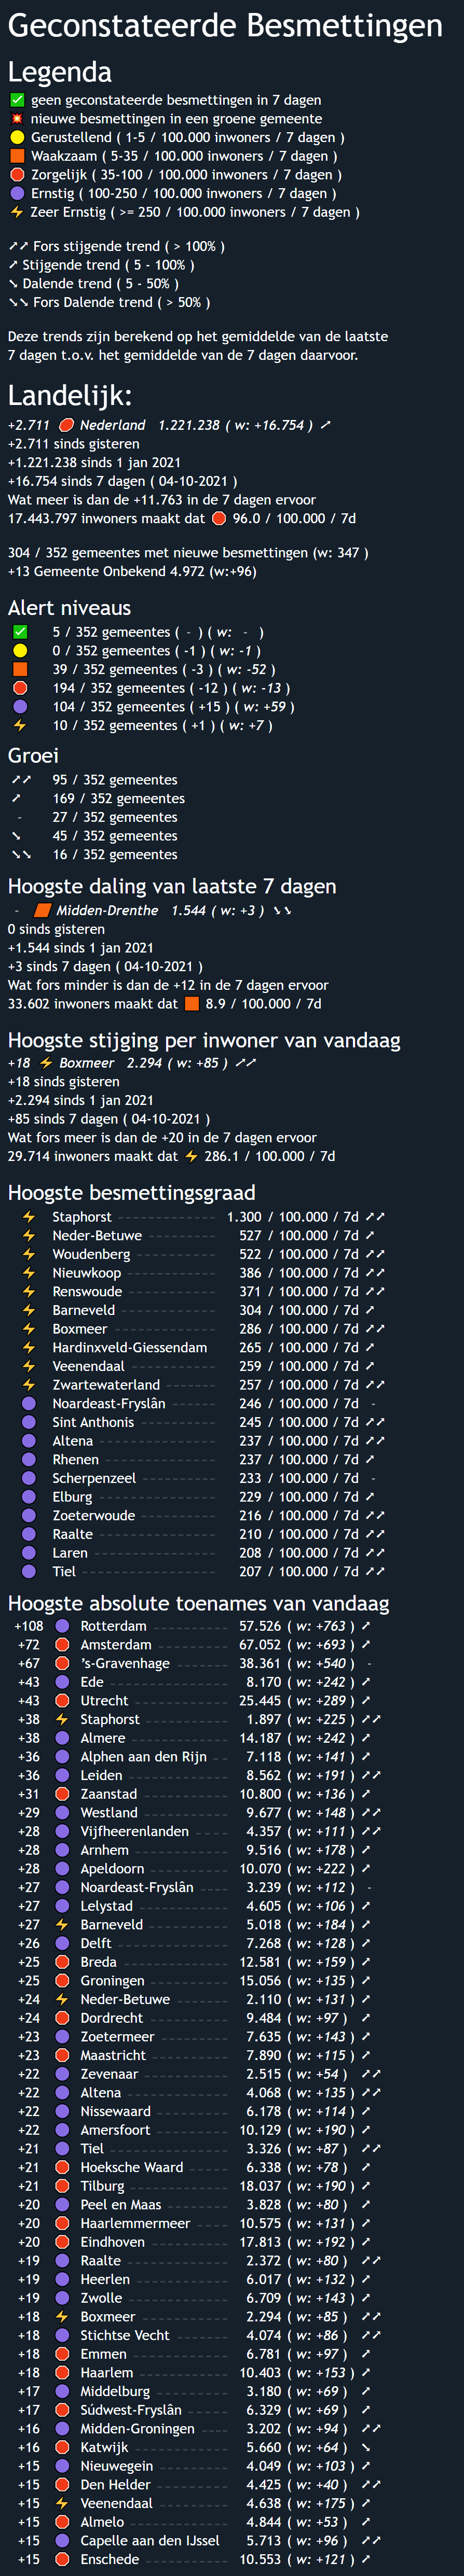 Geconstateerde Besmettingen
Legenda
✅ geen geconstateerde besmettingen in 7 dagen
💥 nieuwe besmettingen in een groene gemeente
🟡 Gerustellend ( 1-5 / 100.000 inwoners / 7 dagen )
🟧 Waakzaam ( 5-35 / 100.000 inwoners / 7 dagen )
🛑 Zorgelijk ( 35-100 / 100.000 inwoners / 7 dagen )
🟣 Ernstig ( 100-250 / 100.000 inwoners / 7 dagen )
⚡ Zeer Ernstig ( >= 250 / 100.000 inwoners / 7 dagen )
➚➚ Fors stijgende trend ( > 100% )
➚ Stijgende trend ( 5 - 100% )
➘ Dalende trend ( 5 - 50% )
➘➘ Fors Dalende trend ( > 50% )
Deze trends zijn berekend op het gemiddelde van de laatste
7 dagen t.o.v. het gemiddelde van de 7 dagen daarvoor.
Landelijk:
+2.711 🛑 Nederland 1.221.238 ( w: +16.754 ) ➚
+2.711 sinds gisteren
+1.221.238 sinds 1 jan 2021
+16.754 sinds 7 dagen ( 04-10-2021 )
Wat meer is dan de +11.763 in de 7 dagen ervoor
17.443.797 inwoners maakt dat 🛑 96.0 / 100.000 / 7d
304 / 352 gemeentes met nieuwe besmettingen (w: 347 )
+13 Gemeente Onbekend 4.972 (w:+96)
Alert niveaus
✅ 5 / 352 gemeentes ( - ) ( w: - )
🟡 0 / 352 gemeentes ( -1 ) ( w: -1 )
🟧 39 / 352 gemeentes ( -3 ) ( w: -52 )
🛑 194 / 352 gemeentes ( -12 ) ( w: -13 )
🟣 104 / 352 gemeentes ( +15 ) ( w: +59 )
⚡ 10 / 352 gemeentes ( +1 ) ( w: +7 )
Groei
➚➚ 95 / 352 gemeentes
➚ 169 / 352 gemeentes
- 27 / 352 gemeentes
➘ 45 / 352 gemeentes
➘➘ 16 / 352 gemeentes
Hoogste daling van laatste 7 dagen
- 🟧 Midden-Drenthe 1.544 ( w: +3 ) ➘➘
0 sinds gisteren
+1.544 sinds 1 jan 2021
+3 sinds 7 dagen ( 04-10-2021 )
Wat fors minder is dan de +12 in de 7 dagen ervoor
33.602 inwoners maakt dat 🟧 8.9 / 100.000 / 7d
Hoogste stijging per inwoner van vandaag
+18 ⚡ Boxmeer 2.294 ( w: +85 ) ➚➚
+18 sinds gisteren
+2.294 sinds 1 jan 2021
+85 sinds 7 dagen ( 04-10-2021 )
Wat fors meer is dan de +20 in de 7 dagen ervoor
29.714 inwoners maakt dat ⚡ 286.1 / 100.000 / 7d
Hoogste besmettingsgraad
⚡ Staphorst 1.300 / 100.000 / 7d ➚➚
⚡ Neder-Betuwe 527 / 100.000 / 7d ➚
⚡ Woudenberg 522 / 100.000 / 7d ➚➚
⚡ Nieuwkoop 386 / 100.000 / 7d ➚➚
⚡ Renswoude 371 / 100.000 / 7d ➚➚
⚡ Barneveld 304 / 100.000 / 7d ➚
⚡ Boxmeer 286 / 100.000 / 7d ➚➚
⚡ Hardinxveld-Giessendam 265 / 100.000 / 7d ➚
⚡ Veenendaal 259 / 100.000 / 7d ➚
⚡ Zwartewaterland 257 / 100.000 / 7d ➚➚
🟣 Noardeast-Fryslân 246 / 100.000 / 7d -
🟣 Sint Anthonis 245 / 100.000 / 7d ➚➚
🟣 Altena 237 / 100.000 / 7d ➚➚
🟣 Rhenen 237 / 100.000 / 7d ➚
🟣 Scherpenzeel 233 / 100.000 / 7d -
🟣 Elburg 229 / 100.000 / 7d ➚
🟣 Zoeterwoude 216 / 100.000 / 7d ➚➚
🟣 Raalte 210 / 100.000 / 7d ➚➚
🟣 Laren 208 / 100.000 / 7d ➚➚
🟣 Tiel 207 / 100.000 / 7d ➚➚
Hoogste absolute toenames van vandaag
+108 🟣 Rotterdam 57.526 ( w: +763 ) ➚
+72 🛑 Amsterdam 67.052 ( w: +693 ) ➚
+67 🛑 's-Gravenhage 38.361 ( w: +540 ) -
+43 🟣 Ede 8.170 ( w: +242 ) ➚
+43 🛑 Utrecht 25.445 ( w: +289 ) ➚
+38 ⚡ Staphorst 1.897 ( w: +225 ) ➚➚
+38 🟣 Almere 14.187 ( w: +242 ) ➚
+36 🟣 Alphen aan den Rijn 7.118 ( w: +141 ) ➚
+36 🟣 Leiden 8.562 ( w: +191 ) ➚➚
+31 🛑 Zaanstad 10.800 ( w: +136 ) ➚
+29 🟣 Westland 9.677 ( w: +148 ) ➚➚
+28 🟣 Vijfheerenlanden 4.357 ( w: +111 ) ➚➚
+28 🟣 Arnhem 9.516 ( w: +178 ) ➚
+28 🟣 Apeldoorn 10.070 ( w: +222 ) ➚
+27 🟣 Noardeast-Fryslân 3.239 ( w: +112 ) -
+27 🟣 Lelystad 4.605 ( w: +106 ) ➚
+27 ⚡ Barneveld 5.018 ( w: +184 ) ➚
+26 🟣 Delft 7.268 ( w: +128 ) ➚
+25 🛑 Breda 12.581 ( w: +159 ) ➚
+25 🛑 Groningen 15.056 ( w: +135 ) ➚
+24 ⚡ Neder-Betuwe 2.110 ( w: +131 ) ➚
+24 🛑 Dordrecht 9.484 ( w: +97 ) ➚
+23 🟣 Zoetermeer 7.635 ( w: +143 ) ➚
+23 🛑 Maastricht 7.890 ( w: +115 ) ➚
+22 🟣 Zevenaar 2.515 ( w: +54 ) ➚➚
+22 🟣 Altena 4.068 ( w: +135 ) ➚➚
+22 🟣 Nissewaard 6.178 ( w: +114 ) ➚
+22 🟣 Amersfoort 10.129 ( w: +190 ) ➚
+21 🟣 Tiel 3.326 ( w: +87 ) ➚➚
+21 🛑 Hoeksche Waard 6.338 ( w: +78 ) ➚
+21 🛑 Tilburg 18.037 ( w: +190 ) ➚
+20 🟣 Peel en Maas 3.828 ( w: +80 ) ➚
+20 🛑 Haarlemmermeer 10.575 ( w: +131 ) ➚
+20 🛑 Eindhoven 17.813 ( w: +192 ) ➚
+19 🟣 Raalte 2.372 ( w: +80 ) ➚➚
+19 🟣 Heerlen 6.017 ( w: +132 ) ➚
+19 🟣 Zwolle 6.709 ( w: +143 ) ➚
+18 ⚡ Boxmeer 2.294 ( w: +85 ) ➚➚
+18 🟣 Stichtse Vecht 4.074 ( w: +86 ) ➚➚
+18 🛑 Emmen 6.781 ( w: +97 ) ➚
+18 🛑 Haarlem 10.403 ( w: +153 ) ➚
+17 🟣 Middelburg 3.180 ( w: +69 ) ➚
+17 🛑 Súdwest-Fryslân 6.329 ( w: +69 ) ➚
+16 🟣 Midden-Groningen 3.202 ( w: +94 ) ➚➚
+16 🛑 Katwijk 5.660 ( w: +64 ) ➘
+15 🟣 Nieuwegein 4.049 ( w: +103 ) ➚
+15 🛑 Den Helder 4.425 ( w: +40 ) ➚➚
+15 ⚡ Veenendaal 4.638 ( w: +175 ) ➚
+15 🛑 Almelo 4.844 ( w: +53 ) ➚
+15 🟣 Capelle aan den IJssel 5.713 ( w: +96 ) ➚➚
+15 🛑 Enschede 10.553 ( w: +121 ) ➚